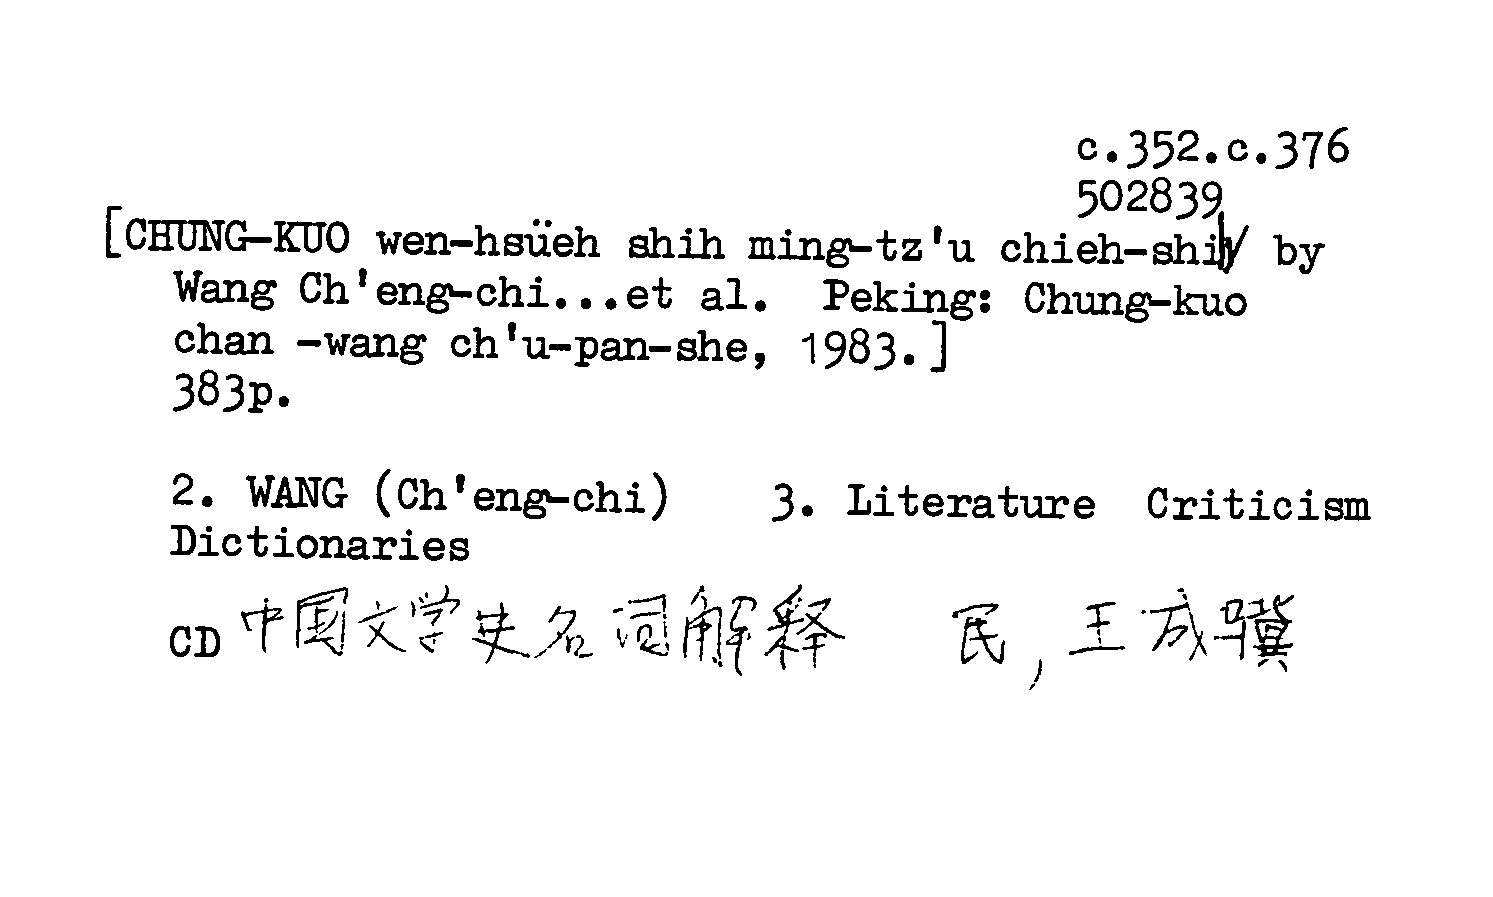 c.352.c.376
502839
[CHUNG-KUO wen-hsüeh shih ming-tz'u chieh-shih/ by
Wang Ch'eng-chi...et al. Peking: Chung-kuo
chan -wang ch'u-pan-she, 1983.]
383p.
2. WANG (Ch'eng-chi) 3. Literature Criticism
Dictionaries
CD 中国文学史名词解释 民, 王成骥